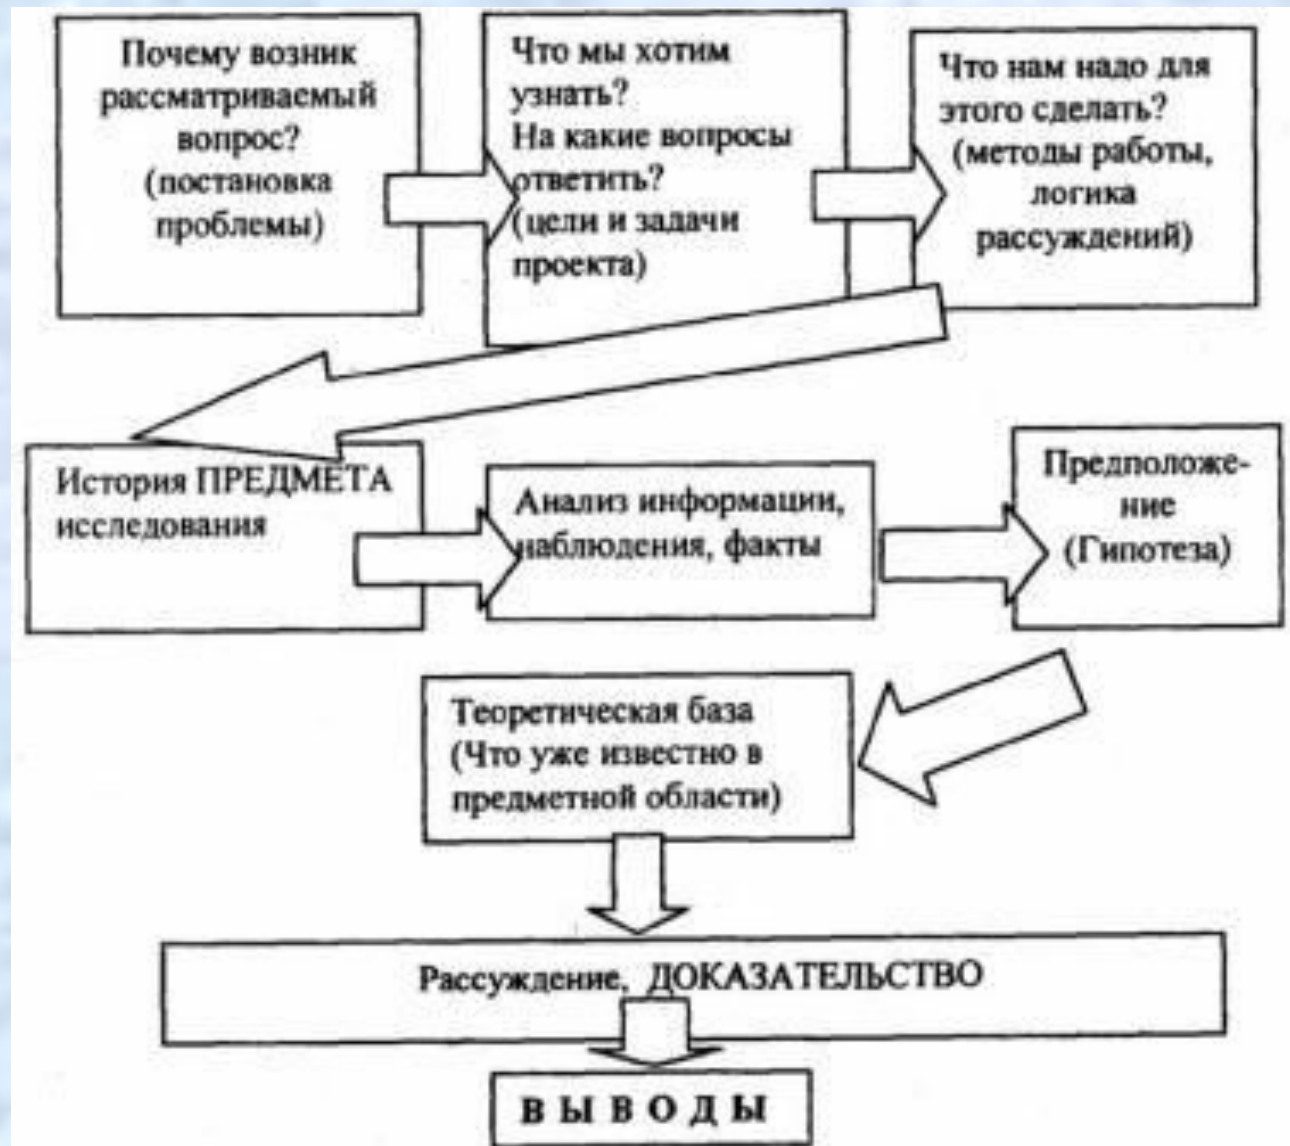 Почему возник
рассматриваемый
вопрос?
(постановка
проблемы)
Что мы хотим
узнать?
На какие вопросы
ответить?
(цели и задачи
проекта)
Что нам надо для
этого сделать?
(методы работы,
логика
рассуждений)
История ПРЕДМЕТА
исследования
Анализ информации,
наблюдения, факты
Предположе-
ние
(Гипотеза)
Теоретическая база
(Что уже известно в
предметной области)
Рассуждение, ДОКАЗАТЕЛЬСТВО
В Ы В О Д Ы